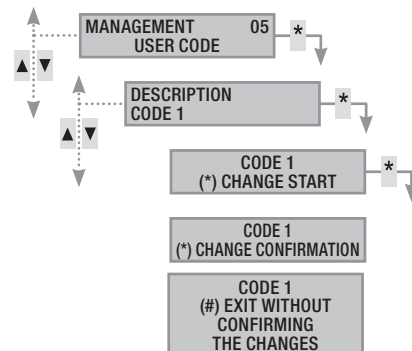 MANAGEMENT 05
USER CODE
*
▲ ▼
DESCRIPTION
CODE 1
*
▲ ▼
CODE 1
(*) CHANGE START
*
CODE 1
(*) CHANGE CONFIRMATION
CODE 1
(#) EXIT WITHOUT
CONFIRMING
THE CHANGES